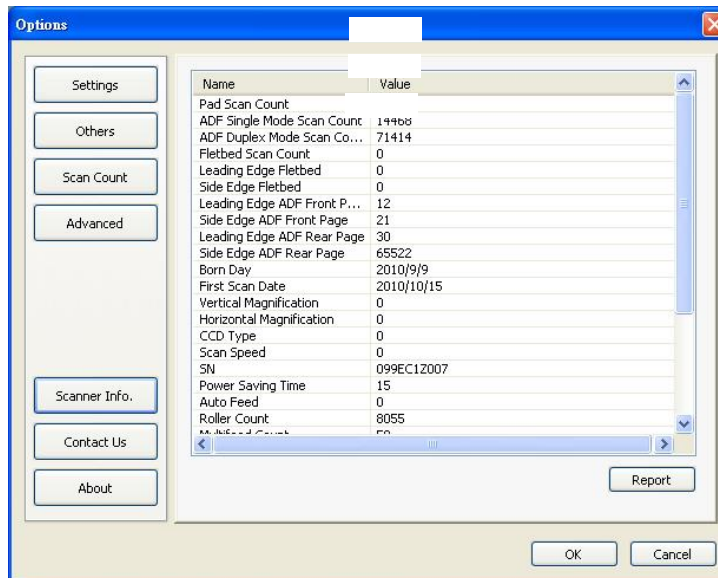 Options
Settings
Others
Scan Count
Advanced
Scanner Info.
Contact Us
About
Name Value
Pad Scan Count
ADF Single Mode Scan Count 14468
ADF Duplex Mode Scan Co... 71414
Fletbed Scan Count 0
Leading Edge Fletbed 0
Side Edge Fletbed 0
Leading Edge ADF Front P... 12
Side Edge ADF Front Page 21
Leading Edge ADF Rear Page 30
Side Edge ADF Rear Page 65522
Born Day 2010/9/9
First Scan Date 2010/10/15
Vertical Magnification 0
Horizontal Magnification 0
CCD Type 0
Scan Speed 0
SN 099EC1Z007
Power Saving Time 15
Auto Feed 0
Roller Count 8055
Report
OK Cancel